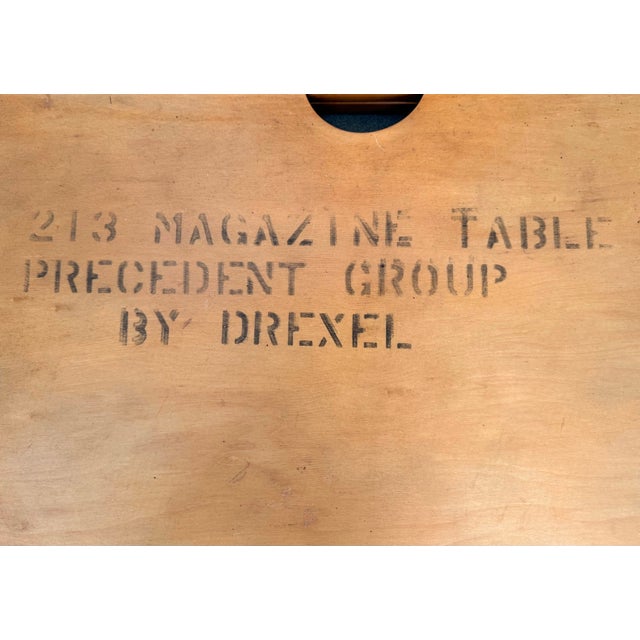 213 MAGAZINE TABLE
PRECEDENT GROUP
BY DREXEL